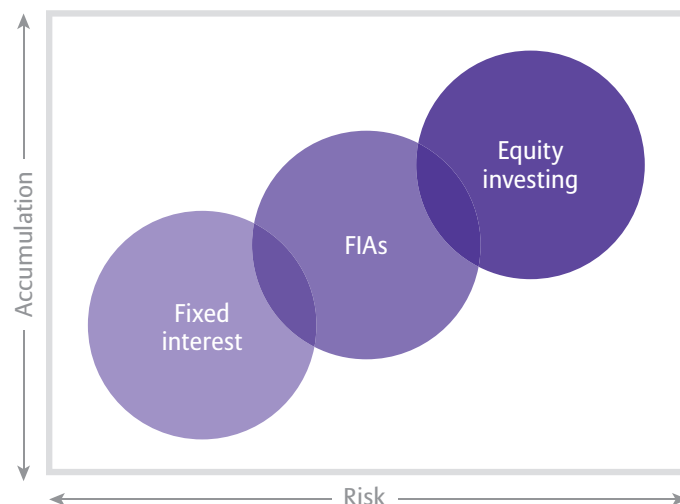 Equity
investing
FIAs
Fixed
interest
Accumulation
Risk